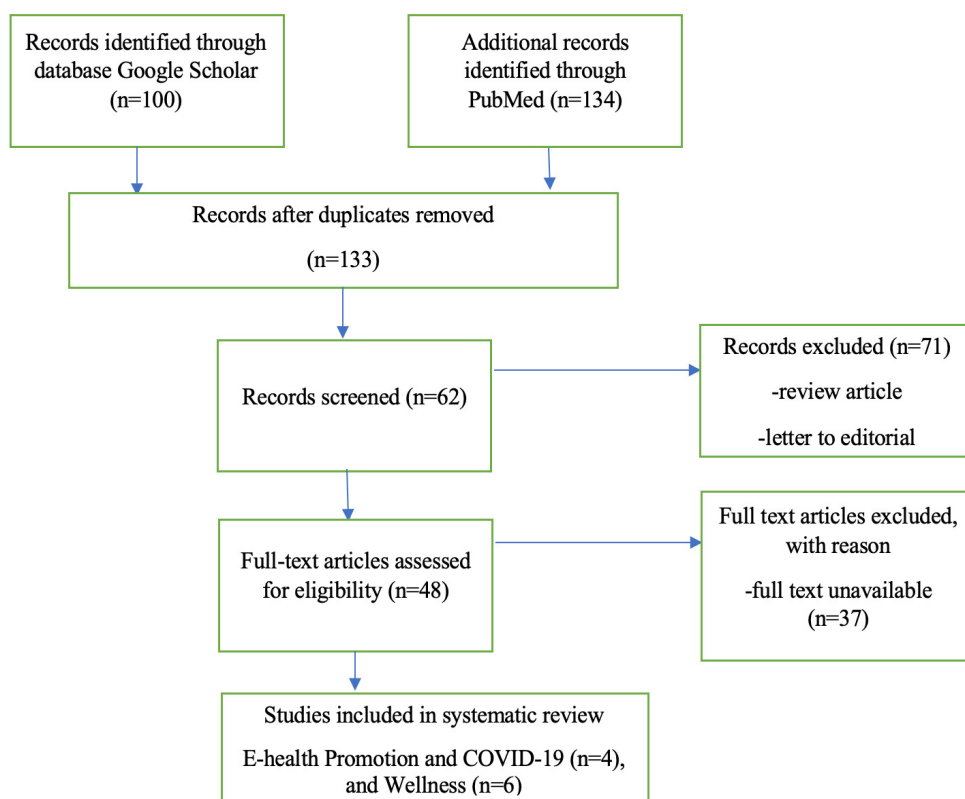 Records identified through
database Google Scholar
(n=100)
Additional records
identified through
PubMed (n=134)
Records after duplicates removed
(n=133)
Records screened (n=62)
Records excluded (n=71)
-review article
-letter to editorial
Full-text articles assessed
for eligibility (n=48)
Full text articles excluded,
with reason
-full text unavailable
(n=37)
Studies included in systematic review
E-health Promotion and COVID-19 (n=4),
and Wellness (n=6)